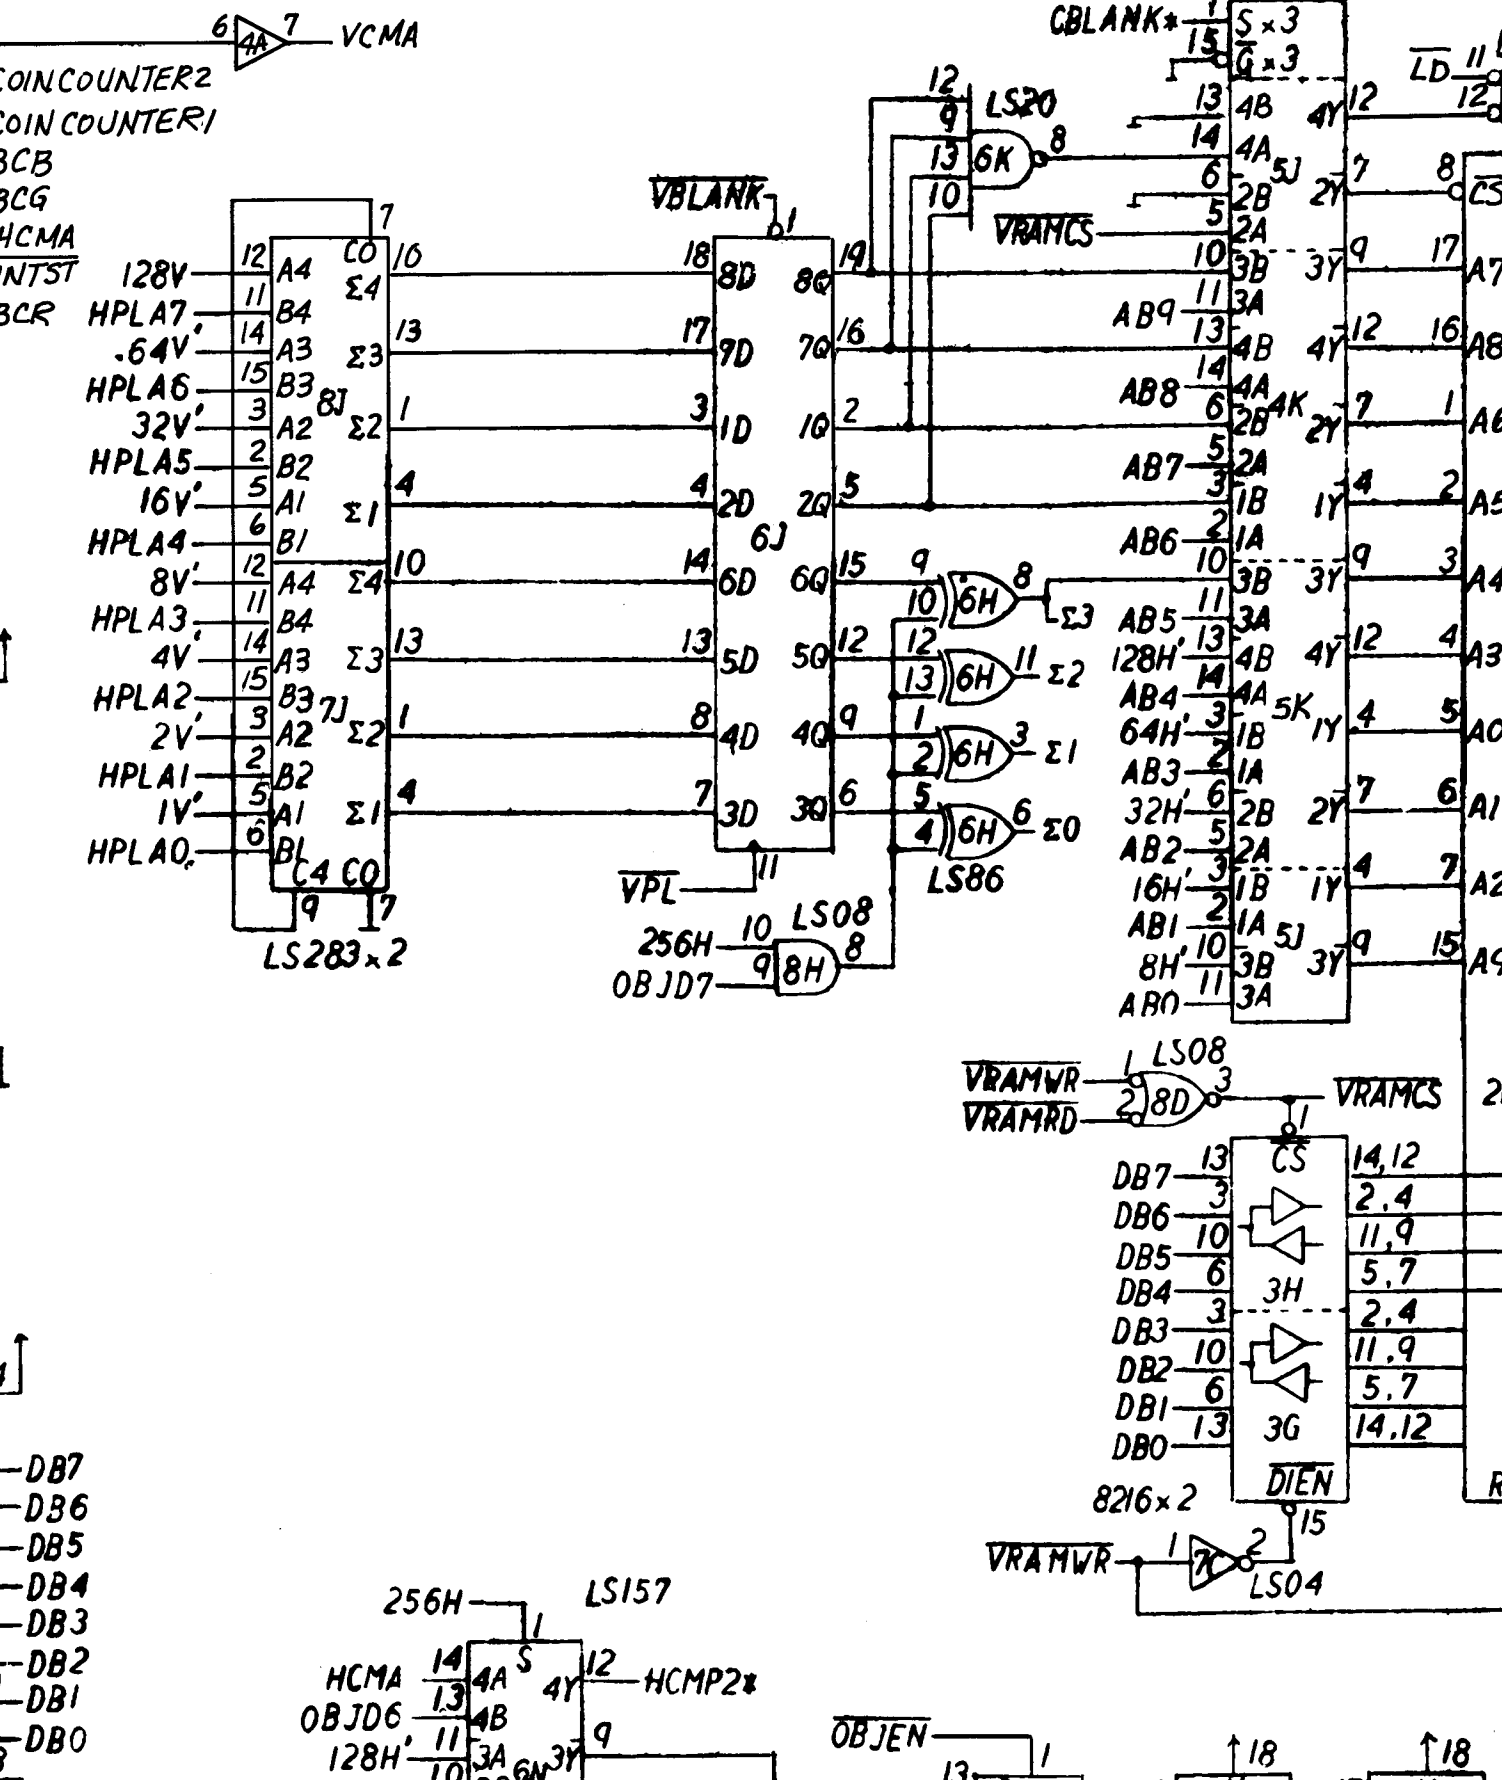 6 4A 7 VCMA
COIN COUNTER2
COIN COUNTER1
BCB
BCG
HCMA
BCR
7
CO
128V 12 A4 Σ4 10
HPLA7 11 B4
.64V' 14 A3 Σ3 13
HPLA6 15 B3
8J
32V' 3 A2 Σ2 1
HPLA5 2 B2
16V' 5 A1 Σ1 4
HPLA4 6 B1
8V' 12 A4 Σ4 10
HPLA3 11 B4
4V' 14 A3 Σ3 13
HPLA2 15 B3
7J
2V' 3 A2 Σ2 1
HPLA1 2 B2
1V' 5 A1 Σ1 4
HPLA0 6 B1
C4 CO
9 7
LS283x2
VBLANK 1
18 8D 8Q 19
17 7D 7Q 16
3 1D 1Q 2
4 2D 2Q 5
6J
14 6D 6Q 15
13 5D 5Q 12
8 4D 4Q 9
7 3D 3Q 6
VPL 11
12
9
13
10
LS20
6K 8
VRAMCS
9 10 6H 8 Σ3
12 13 6H 11 Σ2
1 2 6H 3 Σ1
5 4 6H 6 Σ0
LS86
LS08
256H 10
OBJD7 9
8H 8
CBLANK* 1 S x3
15 G x3
13 4B 4Y 12
14 4A
5J
6 2B 2Y 7
5 2A
10 3B 3Y 9
AB9 11 3A
13 4B 4Y 12
AB8 14 4A
4K
6 2B 2Y 7
AB7 5 2A
3 1B 1Y 4
AB6 2 1A
10 3B 3Y 9
AB5 11 3A
128H' 13 4B 4Y 12
AB4 14 4A
5K
64H' 3 1B 1Y 4
AB3 2 1A
32H' 6 2B 2Y 7
AB2 5 2A
16H' 3 1B 1Y 4
AB1 2 1A
5J
8H' 10 3B 3Y 9
AB0 11 3A
LD 11
12
8 CS
17 A7
16 A8
1 A6
2 A5
3 A4
4 A3
5 A0
6 A1
7 A2
15 A9
LS08
VRAMWR 1
VRAMRD 2
8D 3 VRAMCS
1
CS
DB7 13 14,12
DB6 3 2,4
DB5 10 11,9
DB4 6 5,7
3H
DB3 3 2,4
DB2 10 11,9
DB1 6 5,7
DB0 13 14,12
3G
DIEN
8216x2
15
VRAMWR 1 7C 2
LS04
DB7
DB6
DB5
DB4
DB3
DB2
DB1
DB0
256H 1 LS157
S
HCMA 14 4A 4Y 12 HCMP2*
OBJD6 13 4B
128H' 11 3A 3Y 9
10 6N
OBJEN 1
13
18
18